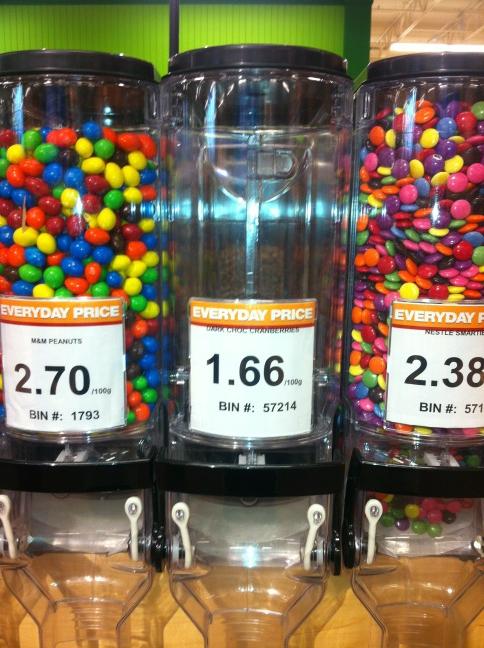 EVERYDAY PRICE
M&M PEANUTS
2.70 /100g
BIN #: 1793
EVERYDAY PRICE
DARK CHOC CRANBERRIES
1.66 /100g
BIN #: 57214
EVERYDAY P
NESTLE SMARTIE
2.38
BIN #: 571